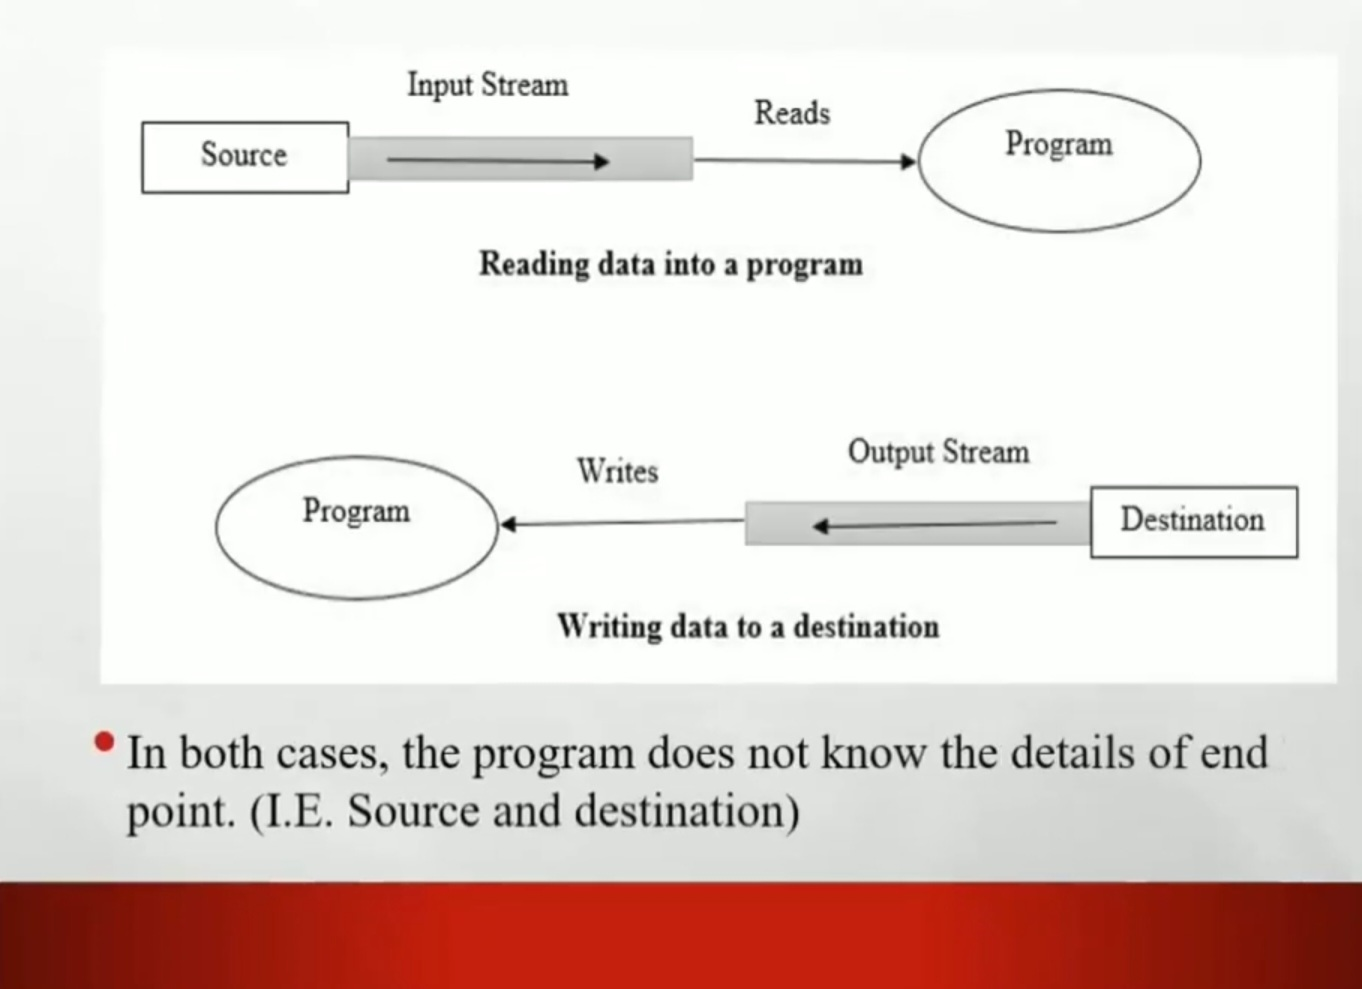 Input Stream
Reads
Source
Program
Reading data into a program
Output Stream
Writes
Program
Destination
Writing data to a destination
In both cases, the program does not know the details of end
point. (I.E. Source and destination)